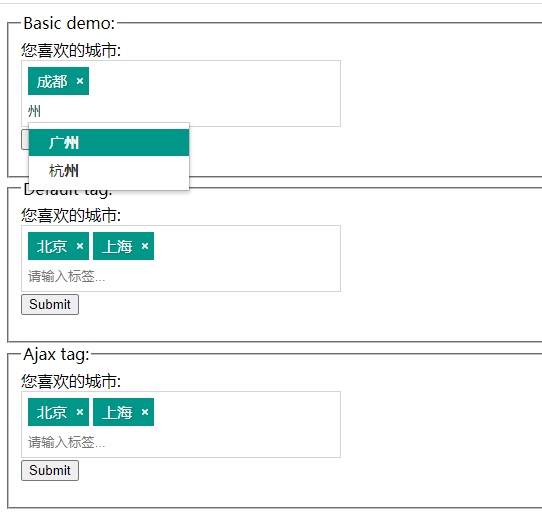 Basic demo:
您喜欢的城市:
成都 ×
州
广州
杭州
Default tag:
您喜欢的城市:
北京 × 上海 ×
请输入标签...
Submit
Ajax tag:
您喜欢的城市:
北京 × 上海 ×
请输入标签...
Submit